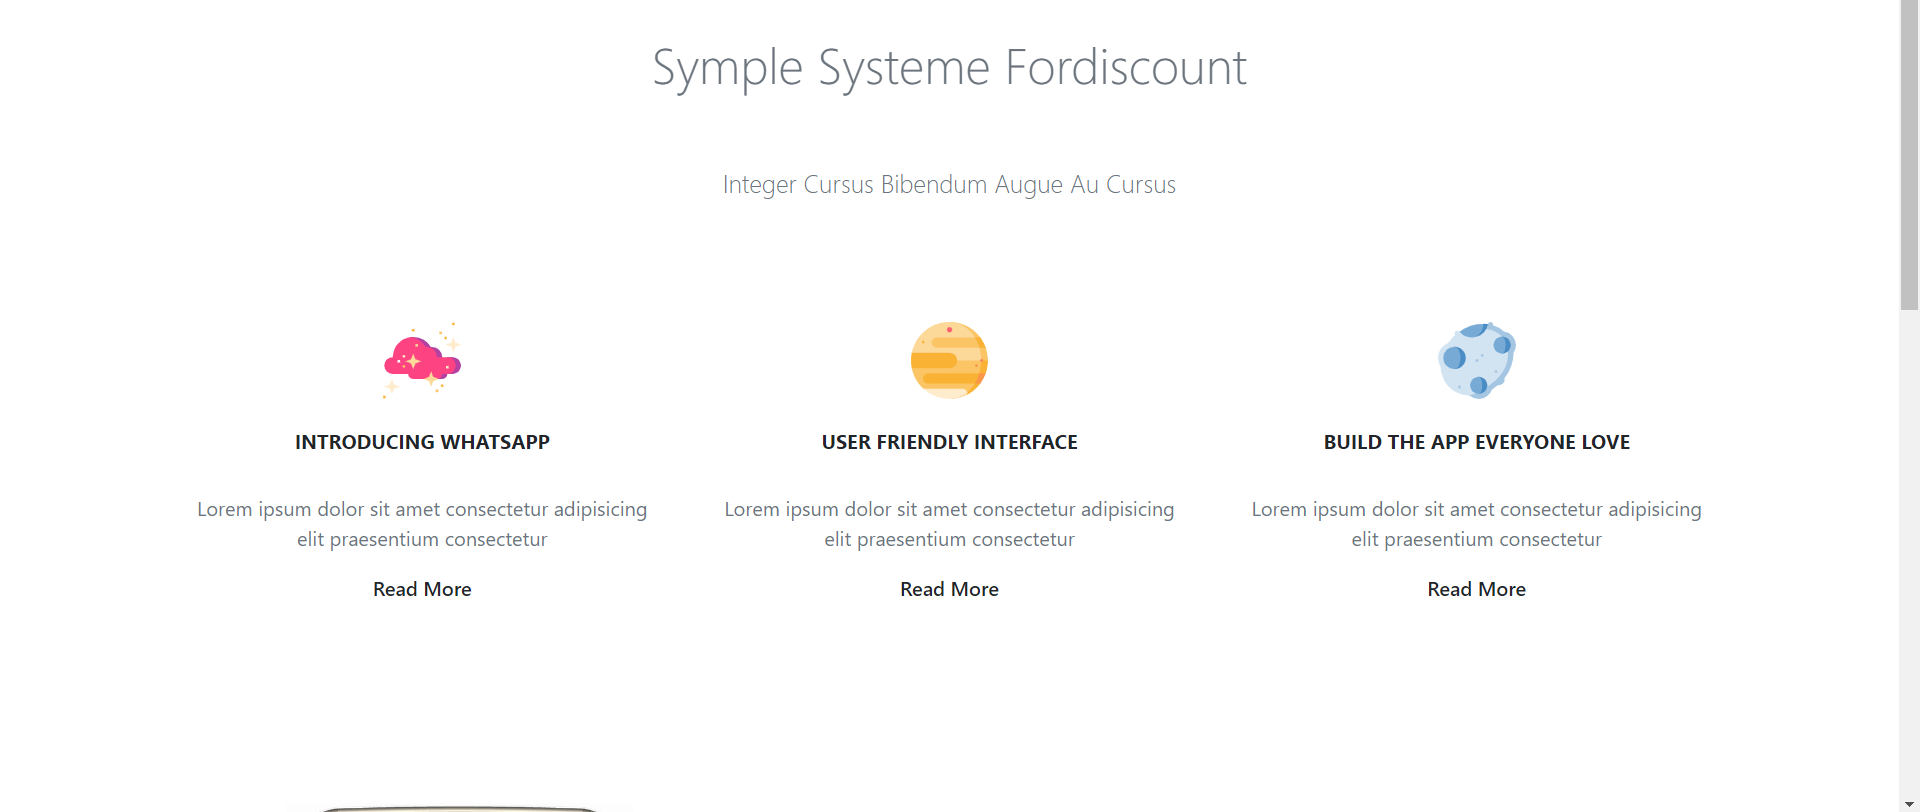 Symple Systeme Fordiscount
Integer Cursus Bibendum Augue Au Cursus
INTRODUCING WHATSAPP
Lorem ipsum dolor sit amet consectetur adipisicing
elit praesentium consectetur
Read More
USER FRIENDLY INTERFACE
Lorem ipsum dolor sit amet consectetur adipisicing
elit praesentium consectetur
Read More
BUILD THE APP EVERYONE LOVE
Lorem ipsum dolor sit amet consectetur adipisicing
elit praesentium consectetur
Read More